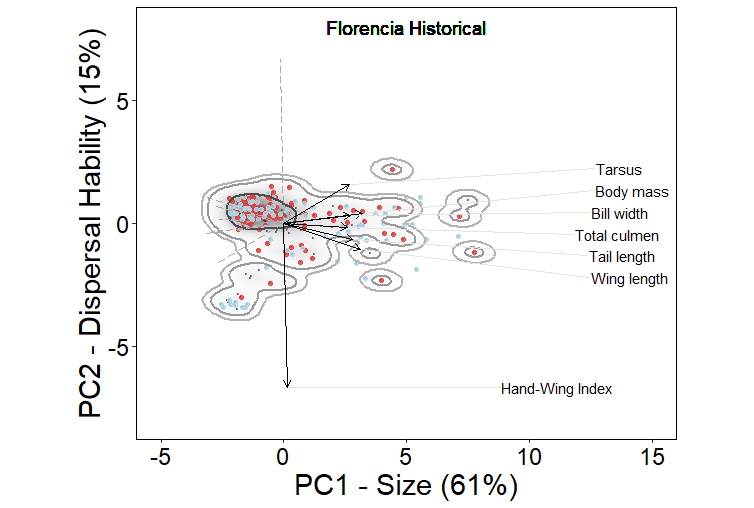 Florencia Historical
PC2 - Dispersal Hability (15%)
5
0
-5
Tarsus
Body mass
Bill width
Total culmen
Tail length
Wing length
Hand-Wing Index
-5
0
5
10
15
PC1 - Size (61%)